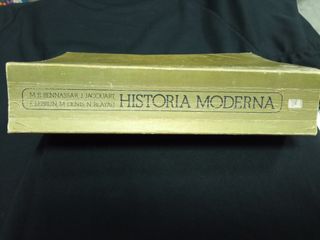 M. B. BENNASSAR, J. JACQUART,
F. LEBRUN, M. DENIS, N. BLAYAU
HISTORIA MODERNA